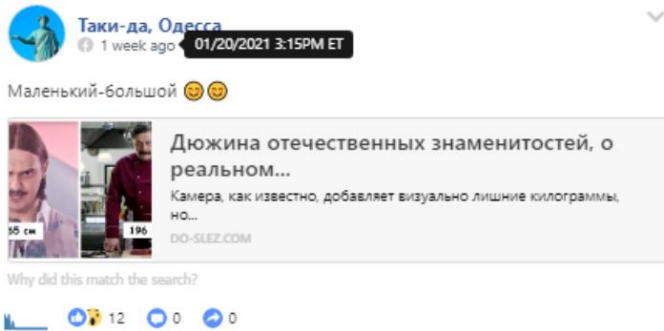 Таки-да, Одесса
1 week ago
01/20/2021 3:15PM ET
Маленький-большой
Дюжина отечественных знаменитостей, о
реальном...
Камера, как известно, добавляет визуально лишние килограммы,
но...
65 см
196
DO-SLEZ.COM
Why did this match the search?
12
0
0